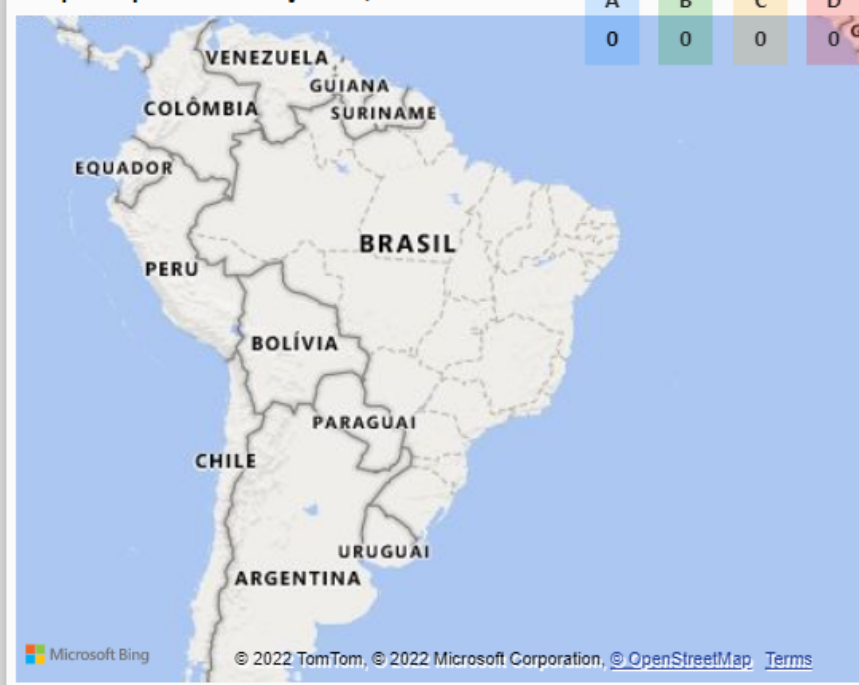 A B C D
0 0 0 0
VENEZUELA
GUIANA
COLÔMBIA
SURINAME
EQUADOR
BRASIL
PERU
BOLÍVIA
PARAGUAI
CHILE
URUGUAI
ARGENTINA
Microsoft Bing
© 2022 TomTom, © 2022 Microsoft Corporation, © OpenStreetMap Terms